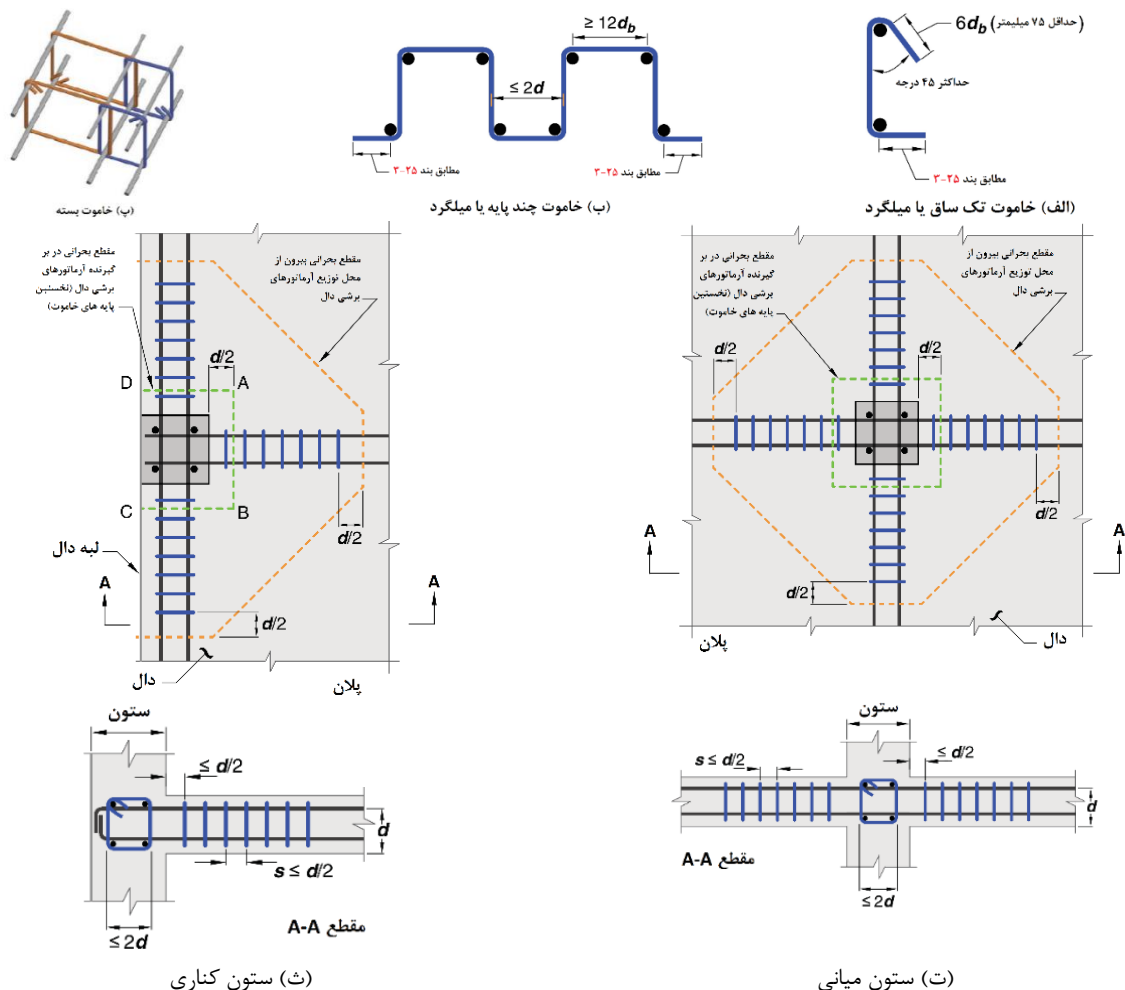 6d_b (حداقل ۷۵ میلیمتر)
حداکثر ۴۵ درجه
مطابق بند ۲۵-۳
(الف) خاموت تک ساق یا میلگرد
≥ 12d_b
≤ 2d
مطابق بند ۲۵-۳
مطابق بند ۲۵-۳
(ب) خاموت چند پایه یا میلگرد
(پ) خاموت بسته
مقطع بحرانی در بر
گیرنده آرماتورهای
برشی دال (نخستین
پایه های خاموت)
مقطع بحرانی بیرون از
محل توزیع آرماتورهای
برشی دال
d/2
d/2
d/2
d/2
A
A
دال
پلان
ستون
s ≤ d/2
≤ d/2
d
مقطع A-A
≤ 2d
(ت) ستون میانی
مقطع بحرانی در بر
گیرنده آرماتورهای
برشی دال (نخستین
پایه های خاموت)
مقطع بحرانی بیرون از
محل توزیع آرماتورهای
برشی دال
d/2
D
A
C
B
d/2
لبه دال
A
A
d/2
دال
پلان
ستون
≤ d/2
d
s ≤ d/2
≤ 2d
مقطع A-A
(ث) ستون کناری